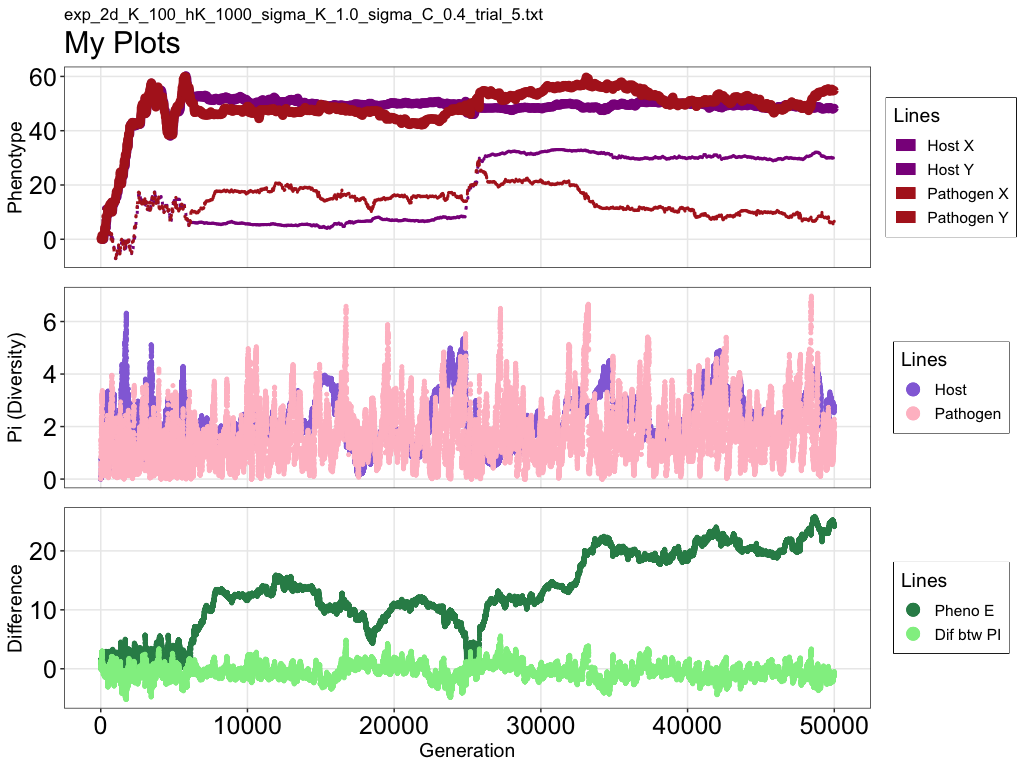 exp_2d_K_100_hK_1000_sigma_K_1.0_sigma_C_0.4_trial_5.txt
My Plots
Phenotype
60
40
20
0
Lines
Host X
Host Y
Pathogen X
Pathogen Y
Pi (Diversity)
6
4
2
0
Lines
Host
Pathogen
Difference
20
10
0
Lines
Pheno E
Dif btw PI
0 10000 20000 30000 40000 50000
Generation